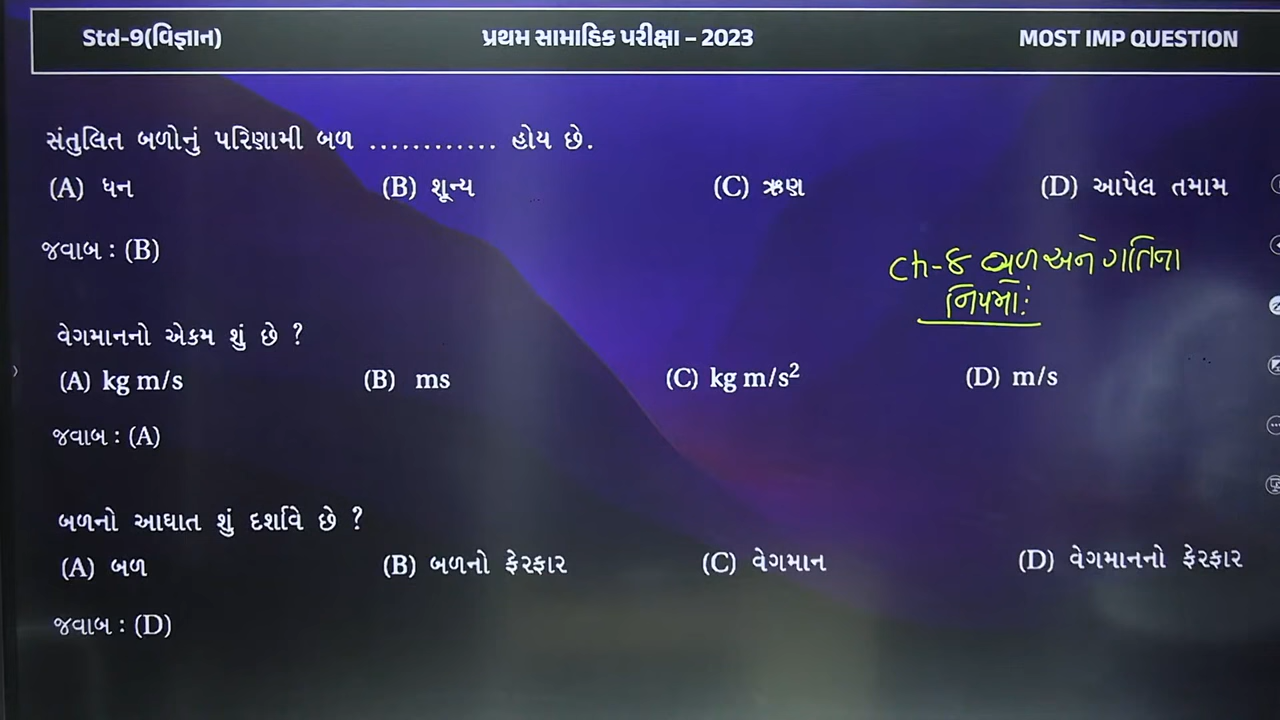 Std-9(વિજ્ઞાન) પ્રથમ સામાહિક પરીક્ષા – 2023 MOST IMP QUESTION
સંતુલિત બળોનું પરિણામી બળ ............ હોય છે.
(A) ધન (B) શૂન્ય (C) ઋણ (D) આપેલ તમામ
જવાબ : (B)
ch-8 બળ અને ગતિના
નિયમો:
વેગમાનનો એકમ શું છે ?
(A) kg m/s (B) ms (C) kg m/s² (D) m/s
જવાબ : (A)
બળનો આઘાત શું દર્શાવે છે ?
(A) બળ (B) બળનો ફેરફાર (C) વેગમાન (D) વેગમાનનો ફેરફાર
જવાબ : (D)